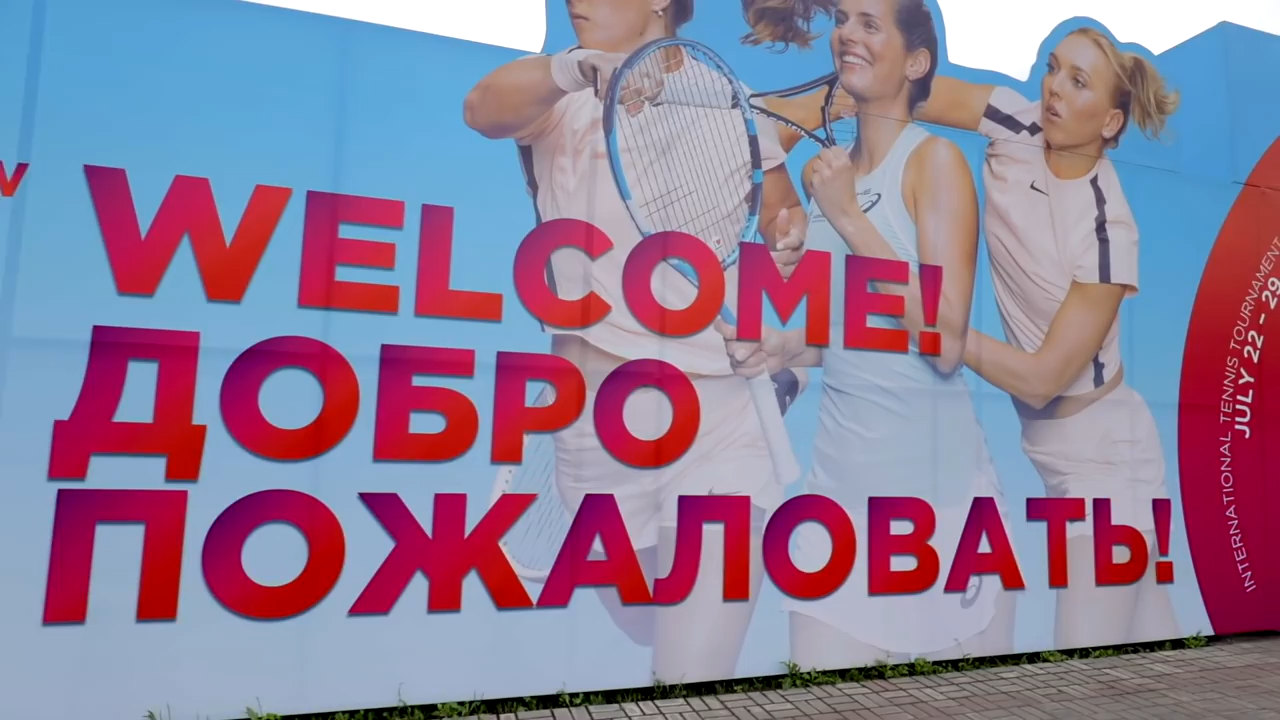 WELCOME!
ДОБРО
ПОЖАЛОВАТЬ!
INTERNATIONAL TENNIS TOURNAMENT
JULY 22 - 29